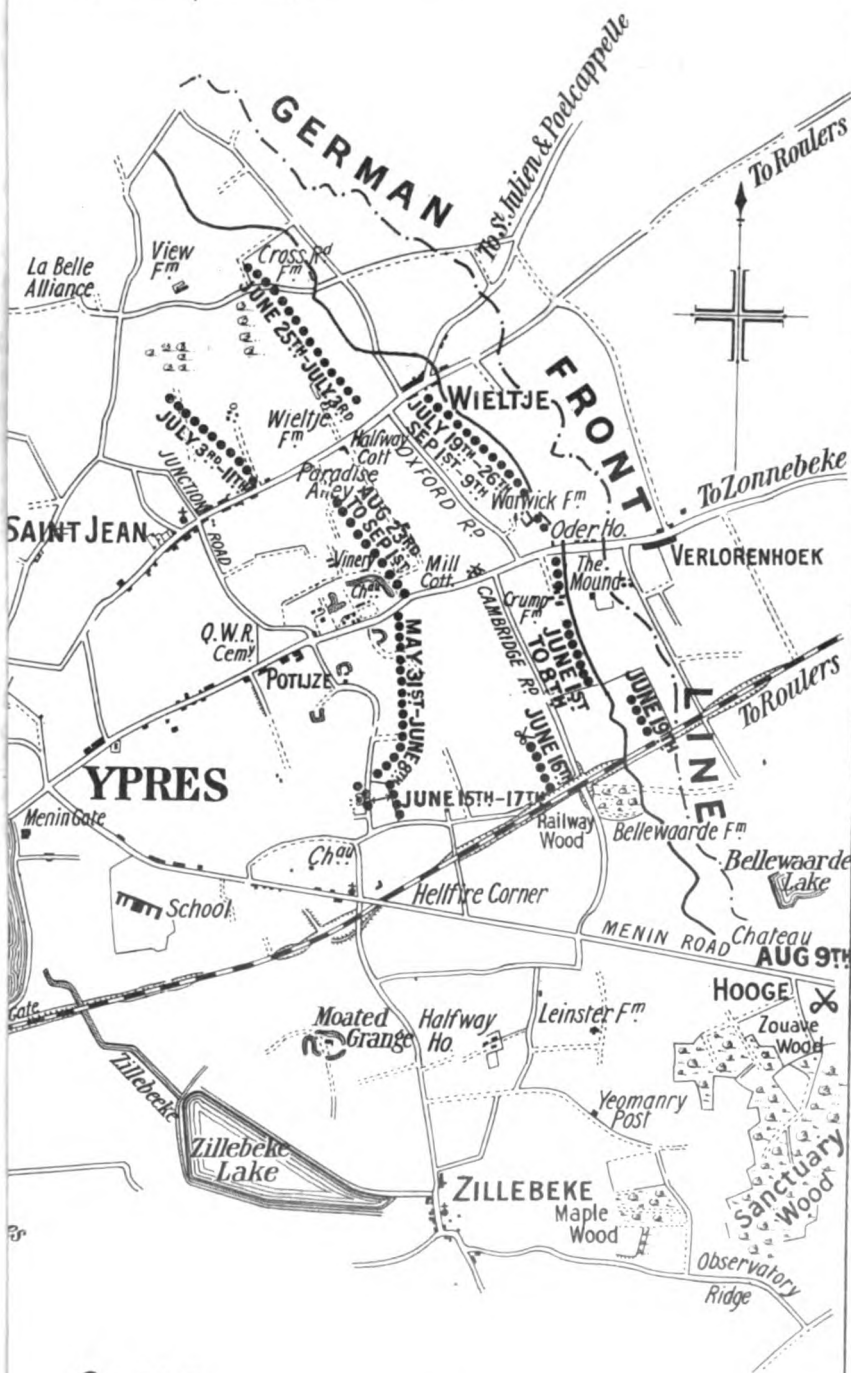 GERMAN
FRONT
LINE
To St. Julien & Poelcappelle
To Roulers
La Belle
Alliance
View
Fm
Cross Rd
Fm
JUNE 25TH-JULY 3RD
JULY 3RD-11TH
Wieltje
Fm
WIELTJE
JULY 19TH-26TH
SEP 1ST-9TH
Halfway
Cott
OXFORD RD
Paradise
Alley
AUG 23RD
TO SEP 1ST
JUNCTION ROAD
SAINT JEAN
Warwick Fm
Oder Ho.
To Zonnebeke
VERLORENHOEK
The
Mound
Vinery
Chau
Mill
Cott.
Crump
Fm
CAMBRIDGE RD
JUNE 1ST
TO 8TH
Q.W.R.
Cemy.
POTIJZE
MAY 31ST-JUNE 8TH
JUNE 19TH
To Roulers
JUNE 16TH
YPRES
JUNE 15TH-17TH
Menin Gate
Railway
Wood
Bellewaarde Fm
Chau
Bellewaarde
Lake
School
Hellfire Corner
MENIN ROAD
Chateau
AUG 9TH
HOOGE
Gate
Moated
Grange
Halfway
Ho.
Leinster Fm
Zouave
Wood
Zillebeeke
Yeomanry
Post
Zillebeke
Lake
ZILLEBEKE
Maple
Wood
Sanctuary
Wood
Observatory
Ridge